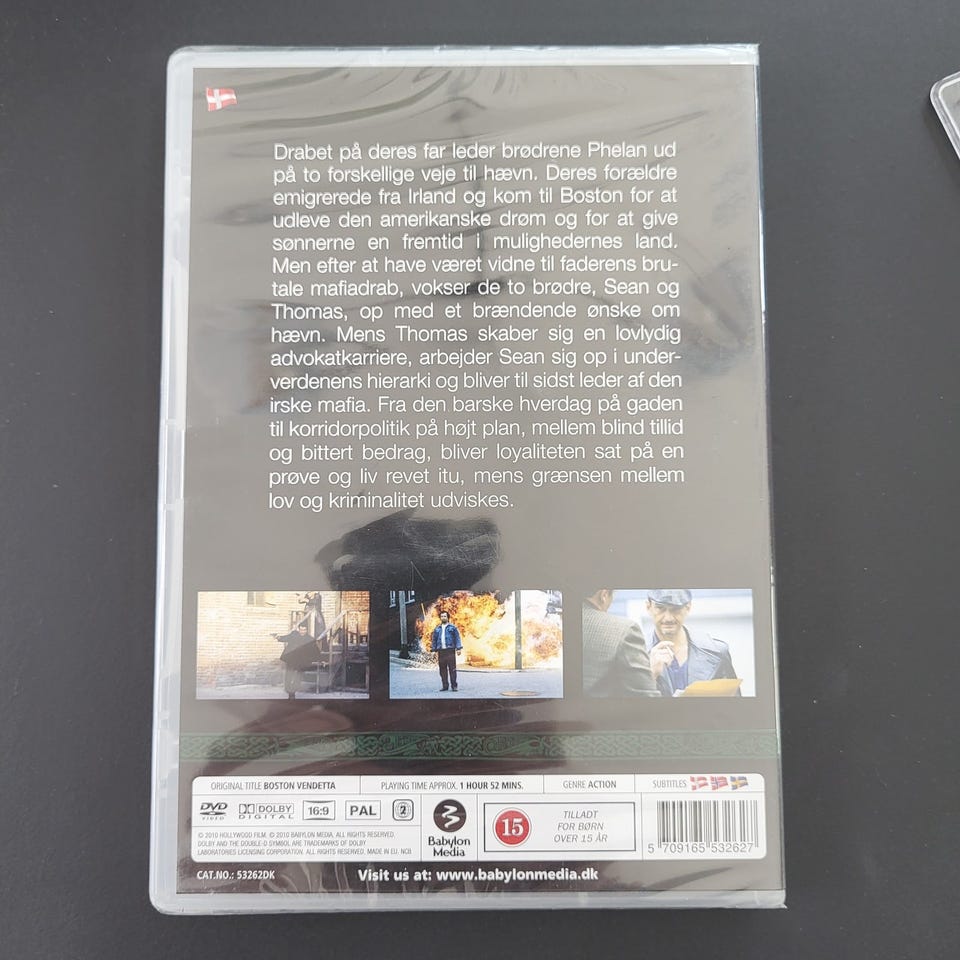 Drabet på deres far leder brødrene Phelan ud
på to forskellige veje til hævn. Deres forældre
emigrerede fra Irland og kom til Boston for at
udleve den amerikanske drøm og for at give
sønnerne en fremtid i mulighedernes land.
Men efter at have været vidne til faderens bru-
tale mafiadrab, vokser de to brødre, Sean og
Thomas, op med et brændende ønske om
hævn. Mens Thomas skaber sig en lovlydig
advokatkarriere, arbejder Sean sig op i under-
verdenens hierarki og bliver til sidst leder af den
irske mafia. Fra den barske hverdag på gaden
til korridorpolitik på højt plan, mellem blind tillid
og bittert bedrag, bliver loyaliteten sat på en
prøve og liv revet itu, mens grænsen mellem
lov og kriminalitet udviskes.
ORIGINAL TITLE BOSTON VENDETTA PLAYING TIME APPROX. 1 HOUR 52 MINS. GENRE ACTION SUBTITLES
DVD VIDEO DOLBY DIGITAL 16:9 PAL 2
© 2010 HOLLYWOOD FILM. © 2010 BABYLON MEDIA. ALL RIGHTS RESERVED.
DOLBY AND THE DOUBLE-D SYMBOL ARE TRADEMARKS OF DOLBY
LABORATORIES LICENSING CORPORATION. ALL RIGHTS RESERVED. MADE IN EU. NCB
Babylon
Media
15
TILLADT
FOR BØRN
OVER 15 ÅR
5 709165 532627
CAT.NO.: 53262DK
Visit us at: www.babylonmedia.dk